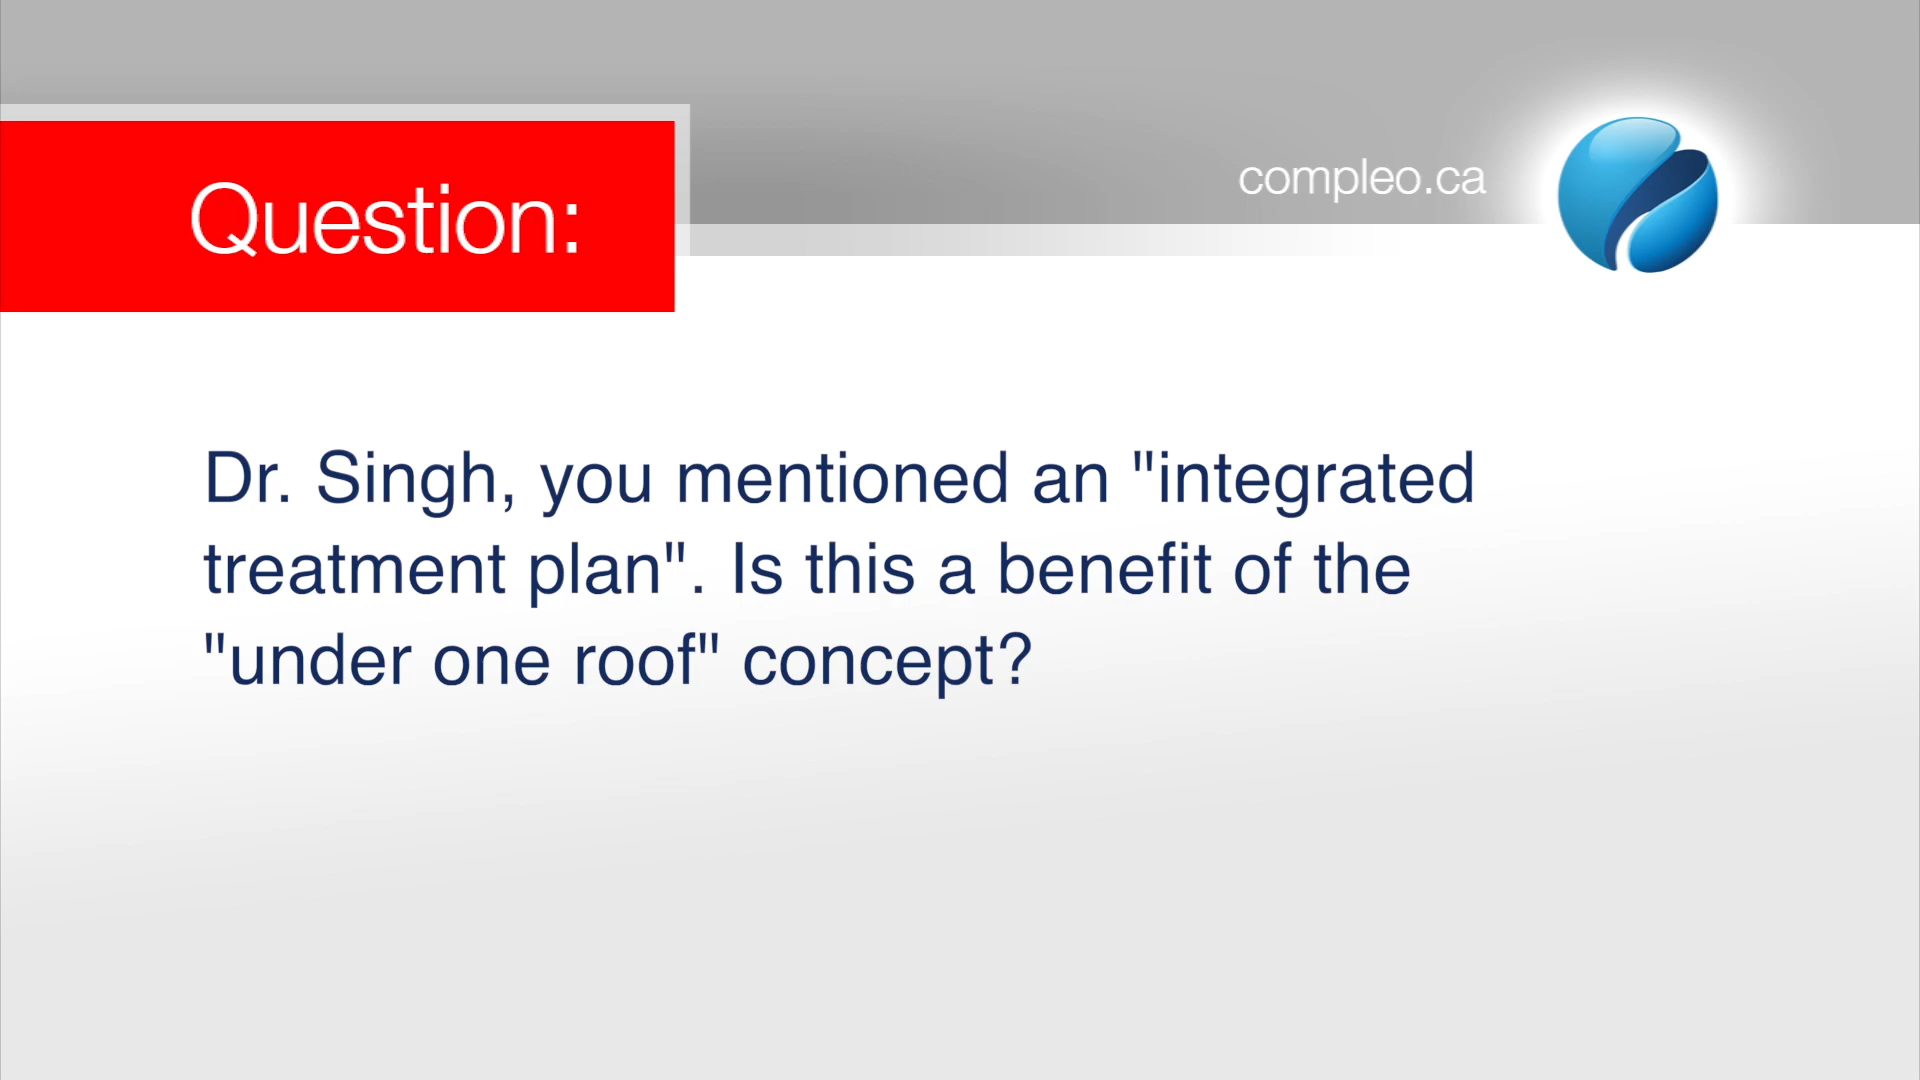 compleo.ca
Question:
Dr. Singh, you mentioned an "integrated
treatment plan". Is this a benefit of the
"under one roof" concept?